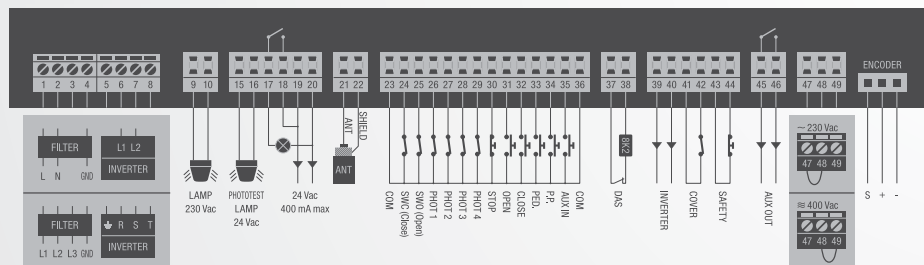 ENCODER
1 2 3 4 5 6 7 8
9 10
15 16 17 18 19 20
21 22
23 24 25 26 27 28 29 30 31 32 33 34 35 36
37 38
39 40 41 42 43 44
45 46
47 48 49
FILTER
L N GND
L1 L2
INVERTER
FILTER
L1 L2 L3 GND
R S T
INVERTER
LAMP
230 Vac
PHOTOTEST
LAMP
24 Vac
24 Vac
400 mA max
ANT
SHIELD
ANT
COM
SWC (Close)
SWO (Open)
PHOT 1
PHOT 2
PHOT 3
PHOT 4
STOP
OPEN
CLOSE
PED.
P.P.
AUX IN
COM
8K2
DAS
INVERTER
COVER
SAFETY
AUX OUT
~ 230 Vac
47 48 49
≋ 400 Vac
47 48 49
S + -